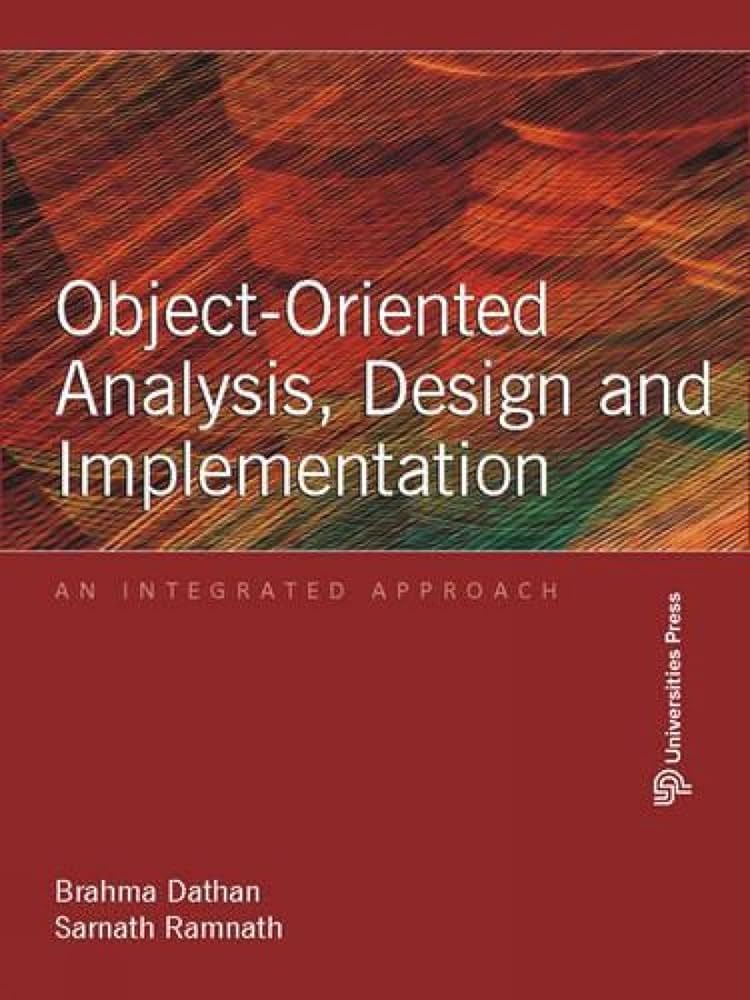 Object-Oriented
Analysis, Design and
Implementation
AN INTEGRATED APPROACH
Universities Press
Brahma Dathan
Sarnath Ramnath